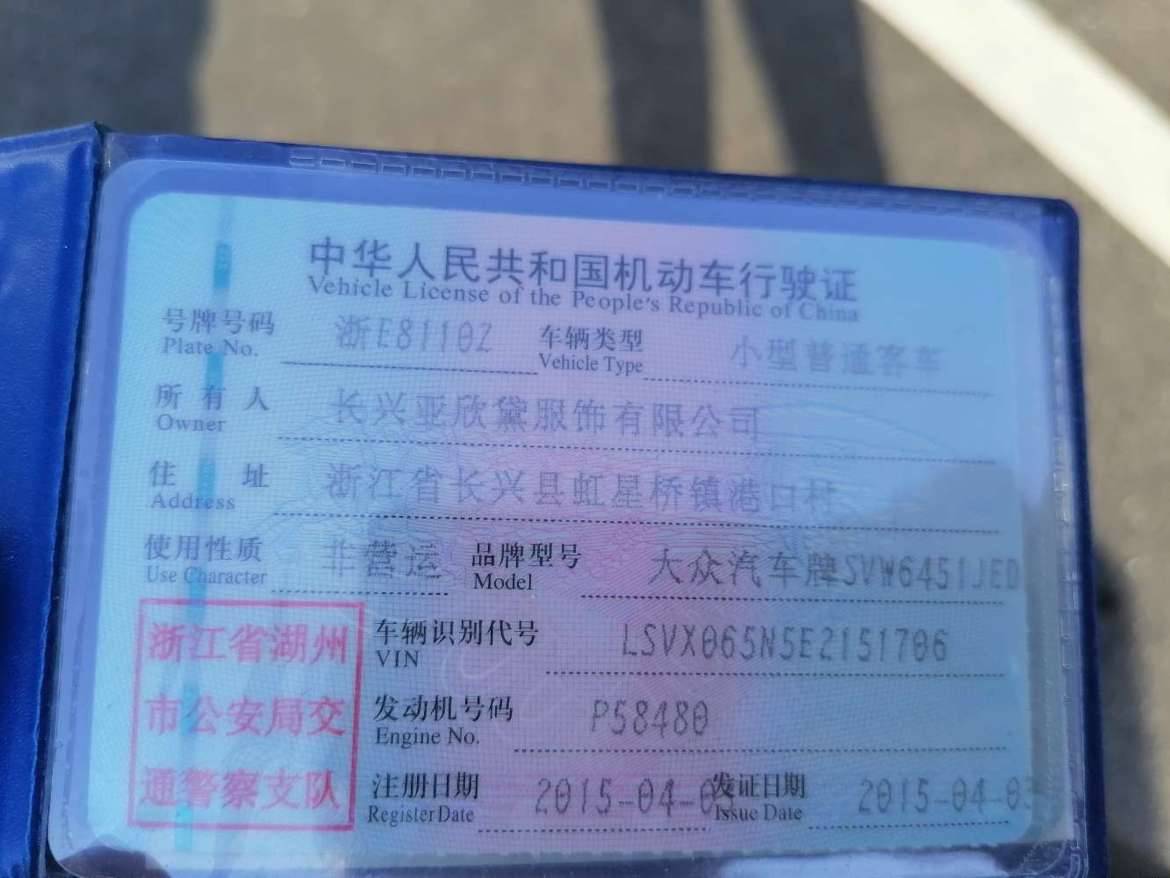 中华人民共和国机动车行驶证
Vehicle License of the People's Republic of China
号牌号码 浙E8110Z 车辆类型 小型普通客车
Plate No. Vehicle Type
所有人 长兴亚欣黛服饰有限公司
Owner
住址 浙江省长兴县虹星桥镇港口村
Address
使用性质 非营运 品牌型号 大众汽车牌SVW6451JED
Use Character Model
浙江省湖州
市公安局交
通警察支队
车辆识别代号 LSVX065N5E2151706
VIN
发动机号码 P58480
Engine No.
注册日期 2015-04-03 发证日期 2015-04-03
Register Date Issue Date